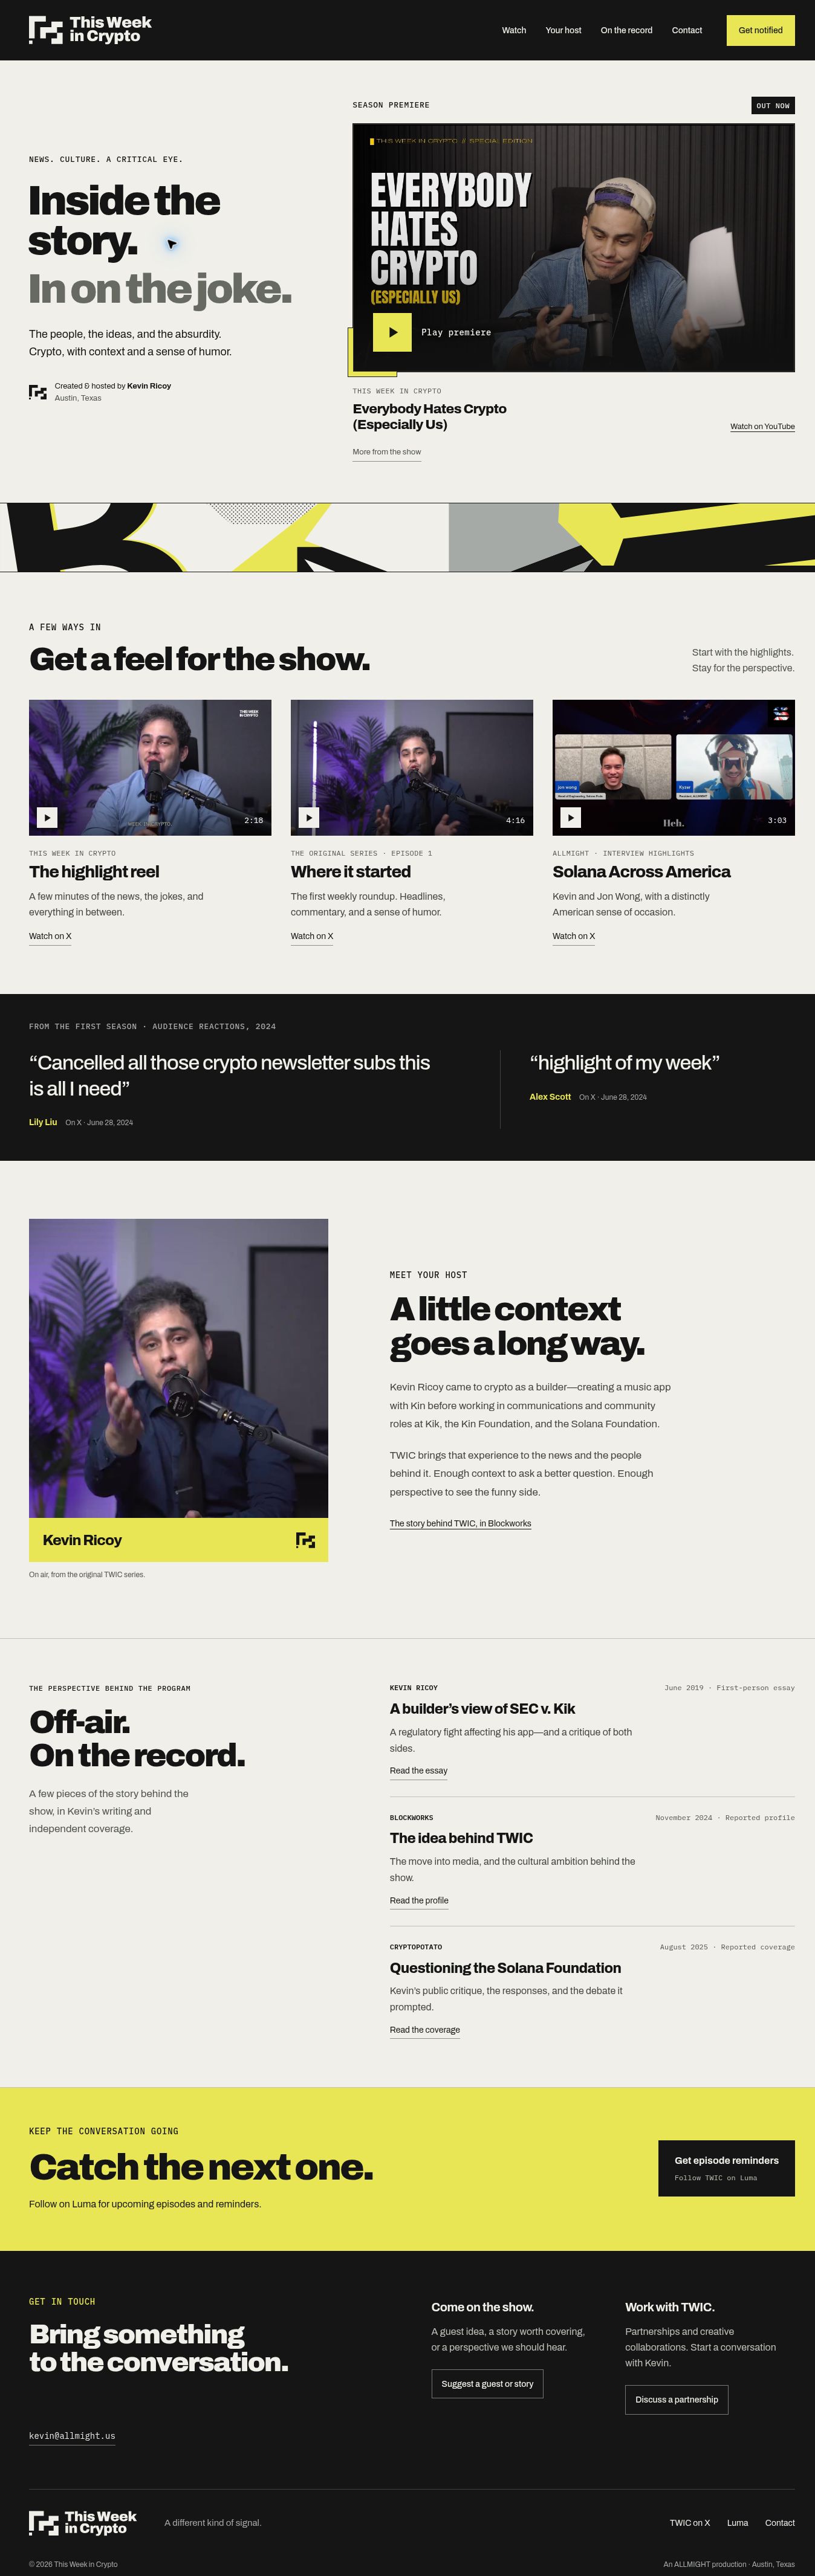 This Week
in Crypto
Watch
Your host
On the record
Contact
Get notified
NEWS. CULTURE. A CRITICAL EYE.
Inside the
story.
In on the joke.
The people, the ideas, and the absurdity.
Crypto, with context and a sense of humor.
Created & hosted by Kevin Ricoy
Austin, Texas
SEASON PREMIERE
OUT NOW
THIS WEEK IN CRYPTO // SPECIAL EDITION
EVERYBODY
HATES
CRYPTO
(ESPECIALLY US)
Play premiere
THIS WEEK IN CRYPTO
Everybody Hates Crypto
(Especially Us)
Watch on YouTube
More from the show
A FEW WAYS IN
Get a feel for the show.
Start with the highlights.
Stay for the perspective.
THIS WEEK
IN CRYPTO
2:18
4:16
jon wong
Kyzer
Heh.
3:03
THIS WEEK IN CRYPTO
The highlight reel
A few minutes of the news, the jokes, and
everything in between.
Watch on X
THE ORIGINAL SERIES · EPISODE 1
Where it started
The first weekly roundup. Headlines,
commentary, and a sense of humor.
Watch on X
ALLMIGHT · INTERVIEW HIGHLIGHTS
Solana Across America
Kevin and Jon Wong, with a distinctly
American sense of occasion.
Watch on X
FROM THE FIRST SEASON · AUDIENCE REACTIONS, 2024
“Cancelled all those crypto newsletter subs this
is all I need”
Lily Liu On X · June 28, 2024
“highlight of my week”
Alex Scott On X · June 28, 2024
Kevin Ricoy
On air, from the original TWIC series.
MEET YOUR HOST
A little context
goes a long way.
Kevin Ricoy came to crypto as a builder—creating a music app
with Kin before working in communications and community
roles at Kik, the Kin Foundation, and the Solana Foundation.
TWIC brings that experience to the news and the people
behind it. Enough context to ask a better question. Enough
perspective to see the funny side.
The story behind TWIC, in Blockworks
THE PERSPECTIVE BEHIND THE PROGRAM
Off-air.
On the record.
A few pieces of the story behind the
show, in Kevin’s writing and
independent coverage.
KEVIN RICOY
June 2019 · First-person essay
A builder’s view of SEC v. Kik
A regulatory fight affecting his app—and a critique of both
sides.
Read the essay
BLOCKWORKS
November 2024 · Reported profile
The idea behind TWIC
The move into media, and the cultural ambition behind the
show.
Read the profile
CRYPTOPOTATO
August 2025 · Reported coverage
Questioning the Solana Foundation
Kevin’s public critique, the responses, and the debate it
prompted.
Read the coverage
KEEP THE CONVERSATION GOING
Catch the next one.
Follow on Luma for upcoming episodes and reminders.
Get episode reminders
Follow TWIC on Luma
GET IN TOUCH
Bring something
to the conversation.
kevin@allmight.us
Come on the show.
A guest idea, a story worth covering,
or a perspective we should hear.
Suggest a guest or story
Work with TWIC.
Partnerships and creative
collaborations. Start a conversation
with Kevin.
Discuss a partnership
This Week
in Crypto
A different kind of signal.
TWIC on X
Luma
Contact
© 2026 This Week in Crypto
An ALLMIGHT production · Austin, Texas